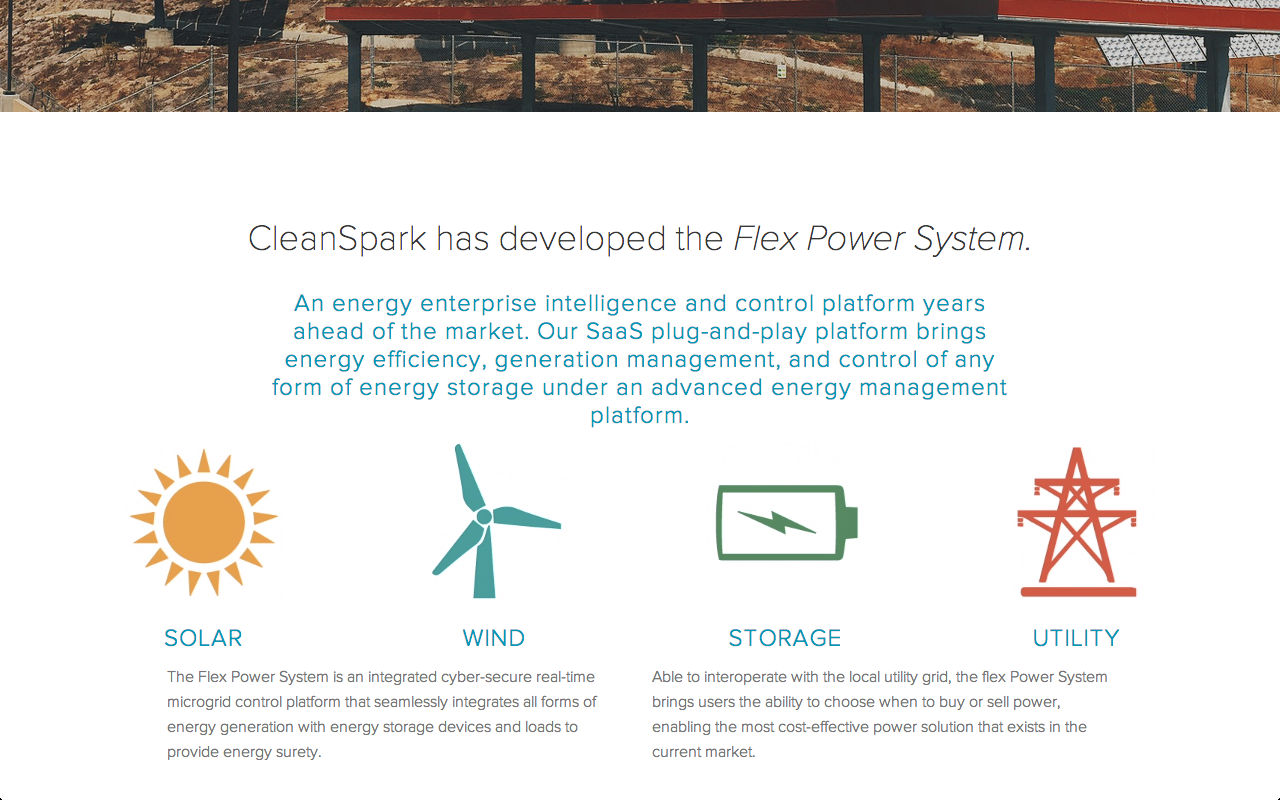 CleanSpark has developed the Flex Power System.
An energy enterprise intelligence and control platform years
ahead of the market. Our SaaS plug-and-play platform brings
energy efficiency, generation management, and control of any
form of energy storage under an advanced energy management
platform.
SOLAR
WIND
STORAGE
UTILITY
The Flex Power System is an integrated cyber-secure real-time
microgrid control platform that seamlessly integrates all forms of
energy generation with energy storage devices and loads to
provide energy surety.
Able to interoperate with the local utility grid, the flex Power System
brings users the ability to choose when to buy or sell power,
enabling the most cost-effective power solution that exists in the
current market.